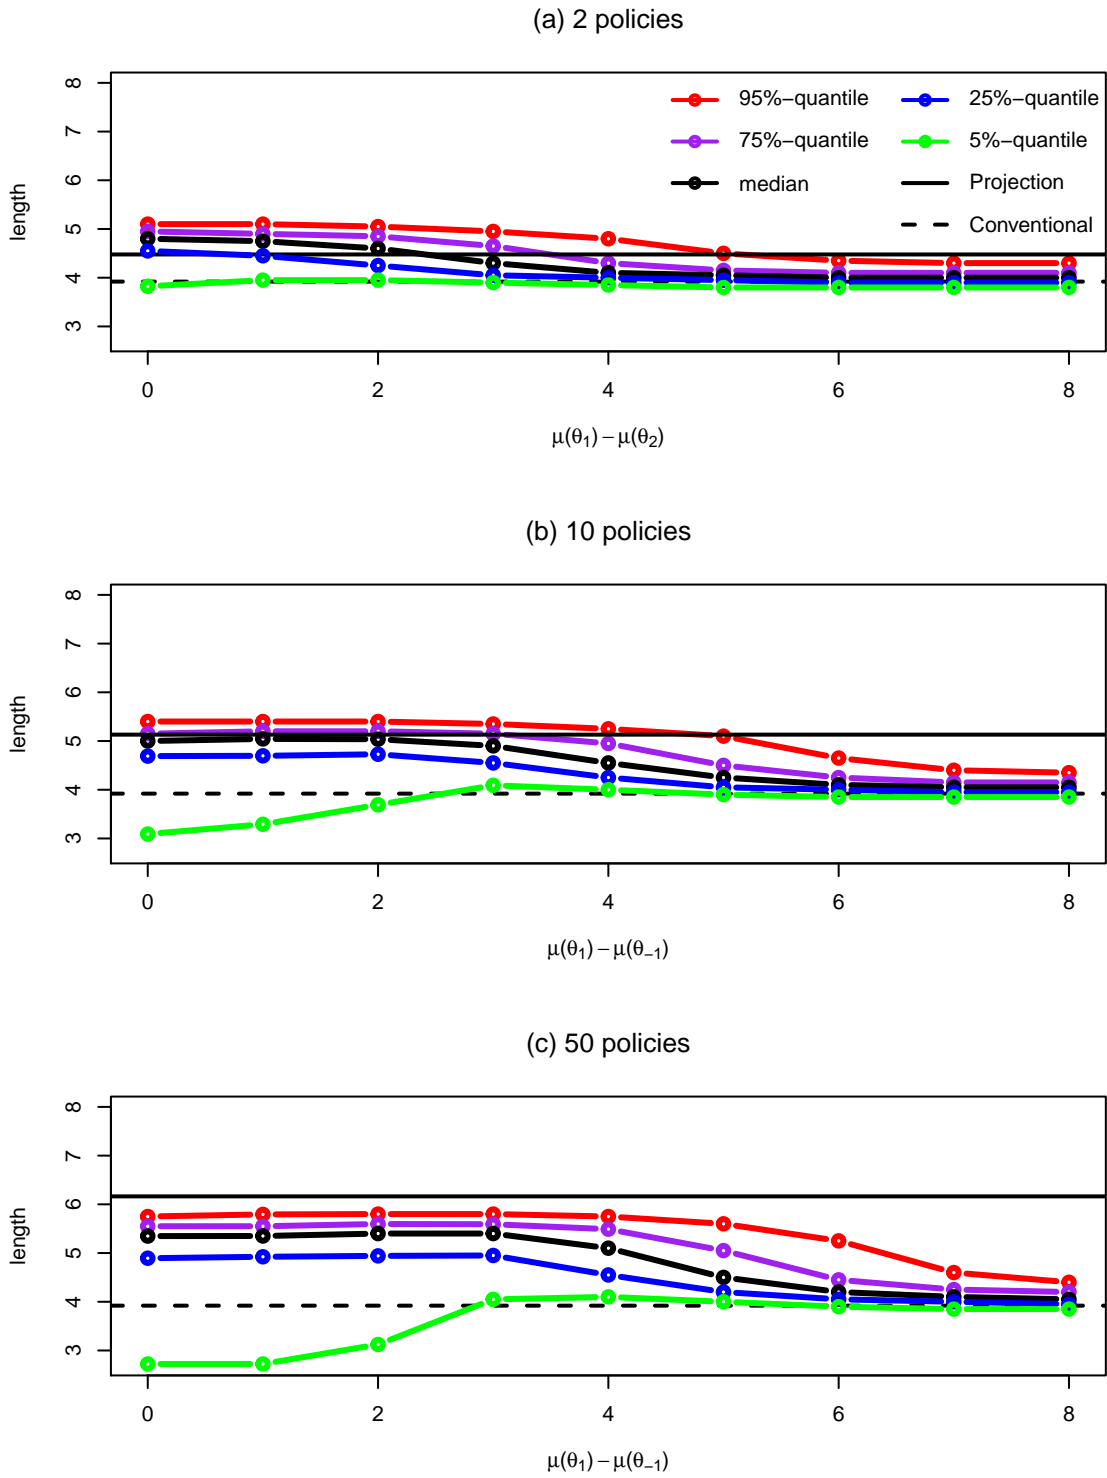 (a) 2 policies
8
7
6
5
4
3
length
95%−quantile
75%−quantile
median
25%−quantile
5%−quantile
Projection
Conventional
0 2 4 6 8
μ(θ₁) − μ(θ₂)
(b) 10 policies
8
7
6
5
4
3
length
0 2 4 6 8
μ(θ₁) − μ(θ₋₁)
(c) 50 policies
8
7
6
5
4
3
length
0 2 4 6 8
μ(θ₁) − μ(θ₋₁)